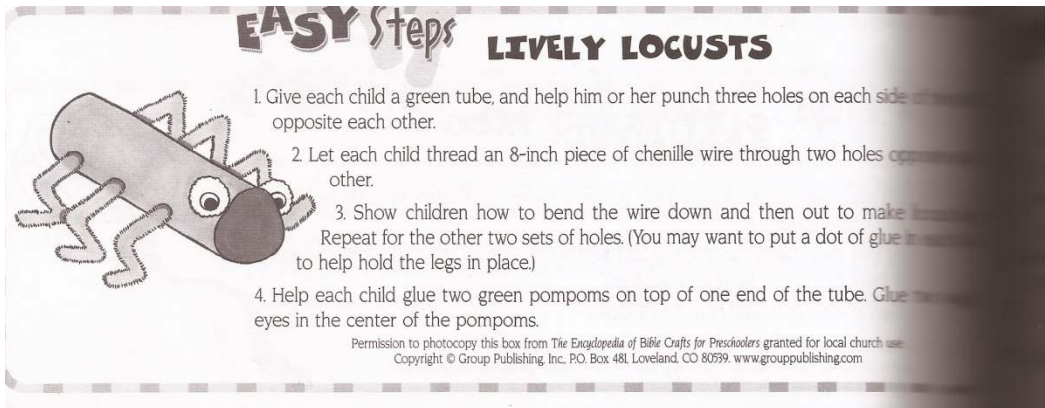 EASY Steps LIVELY LOCUSTS
1. Give each child a green tube, and help him or her punch three holes on each side
opposite each other.
2. Let each child thread an 8-inch piece of chenille wire through two holes
other.
3. Show children how to bend the wire down and then out to make
Repeat for the other two sets of holes. (You may want to put a dot of glue
to help hold the legs in place.)
4. Help each child glue two green pompoms on top of one end of the tube. Glue
eyes in the center of the pompoms.
Permission to photocopy this box from The Encyclopedia of Bible Crafts for Preschoolers granted for local church use.
Copyright © Group Publishing, Inc., P.O. Box 481, Loveland, CO 80539. www.grouppublishing.com